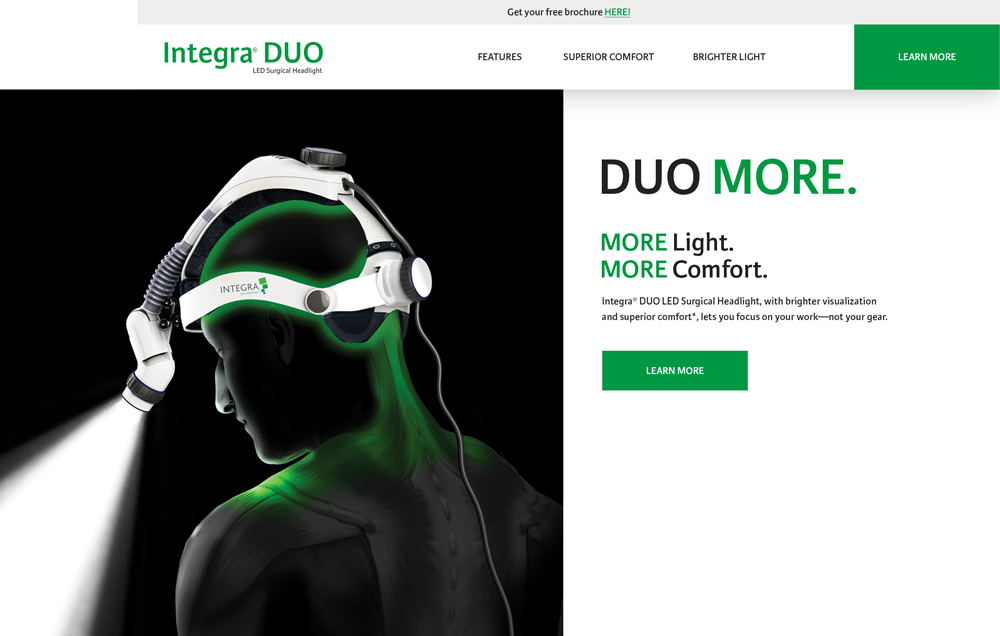 Get your free brochure HERE!
Integra® DUO
LED Surgical Headlight
FEATURES
SUPERIOR COMFORT
BRIGHTER LIGHT
LEARN MORE
INTEGRA
DUO MORE.
MORE Light.
MORE Comfort.
Integra® DUO LED Surgical Headlight, with brighter visualization
and superior comfort*, lets you focus on your work—not your gear.
LEARN MORE